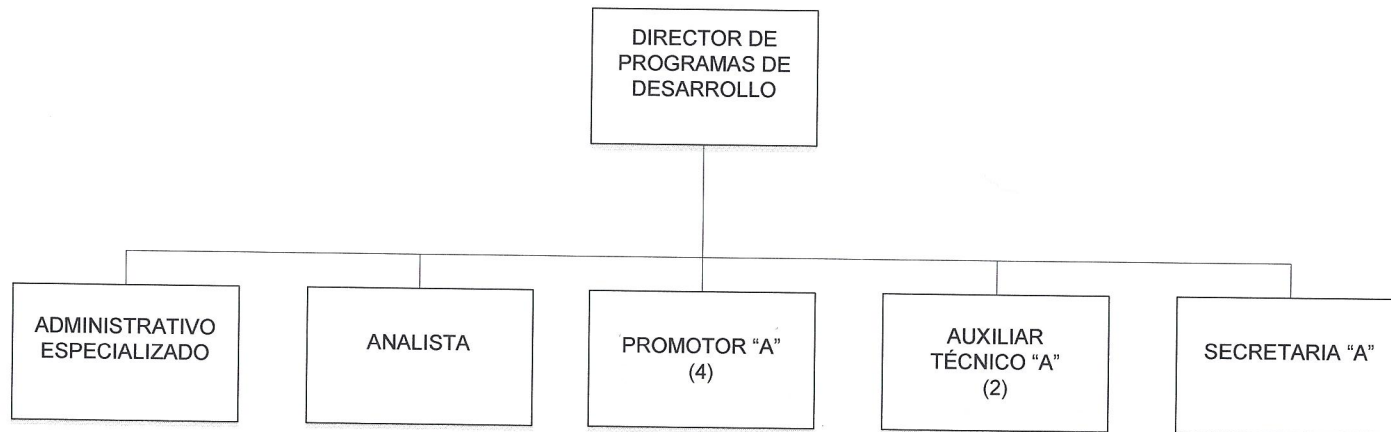 DIRECTOR DE
PROGRAMAS DE
DESARROLLO
ADMINISTRATIVO
ESPECIALIZADO
ANALISTA
PROMOTOR “A”
(4)
AUXILIAR
TÉCNICO “A”
(2)
SECRETARIA “A”